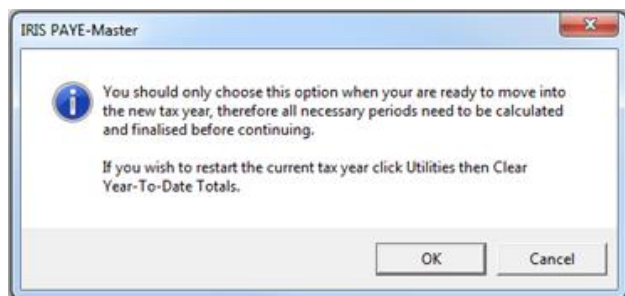 IRIS PAYE-Master
You should only choose this option when your are ready to move into
the new tax year, therefore all necessary periods need to be calculated
and finalised before continuing.
If you wish to restart the current tax year click Utilities then Clear
Year-To-Date Totals.
OK
Cancel